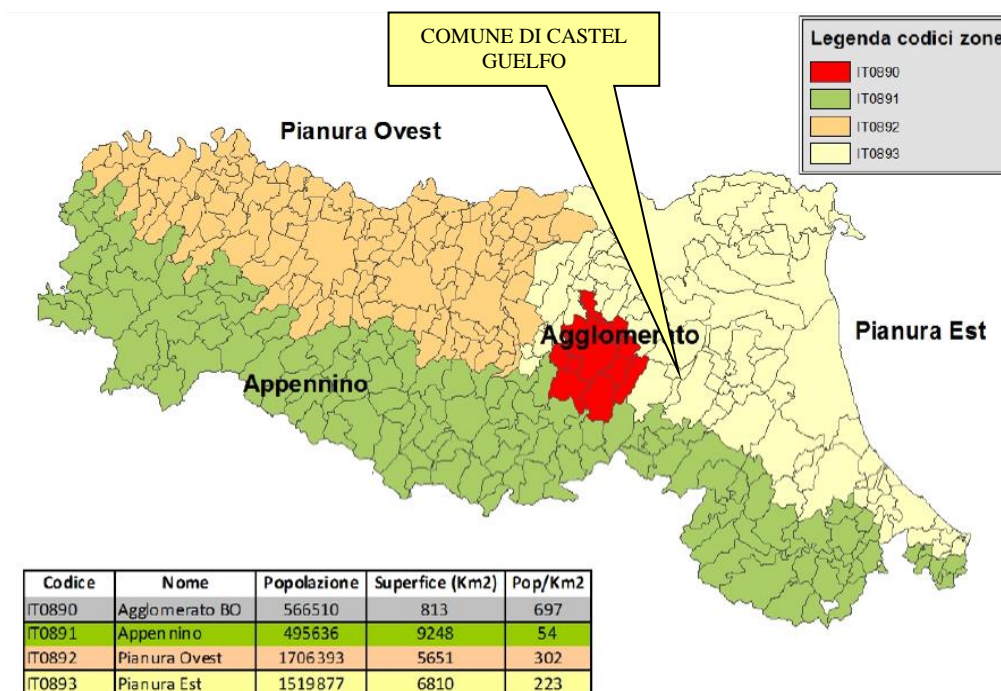 COMUNE DI CASTEL
GUELFO
Legenda codici zone
IT0890
IT0891
IT0892
IT0893
Pianura Ovest
Agglomerato
Pianura Est
Appennino
Codice Nome Popolazione Superfice (Km2) Pop/Km2
IT0890 Agglomerato BO 566510 813 697
IT0891 Appennino 495636 9248 54
IT0892 Pianura Ovest 1706393 5651 302
IT0893 Pianura Est 1519877 6810 223